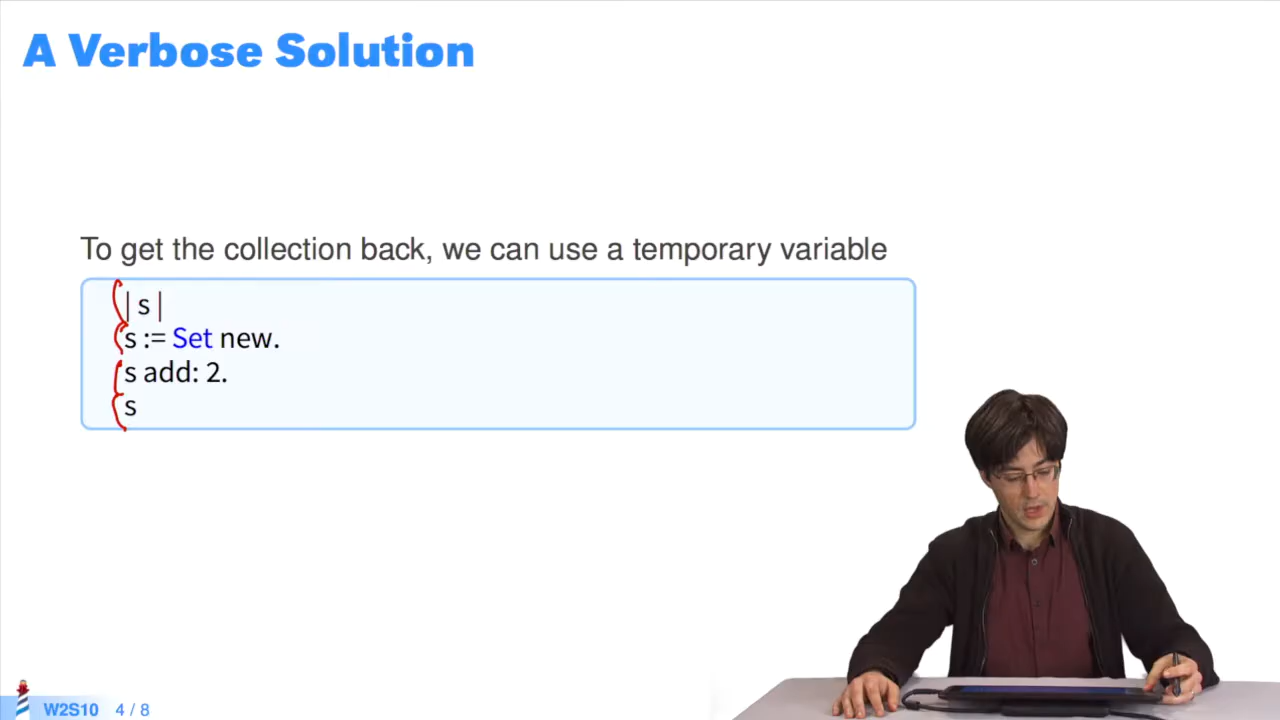 A Verbose Solution
To get the collection back, we can use a temporary variable
| s |
s := Set new.
s add: 2.
s
W2S10 4 / 8